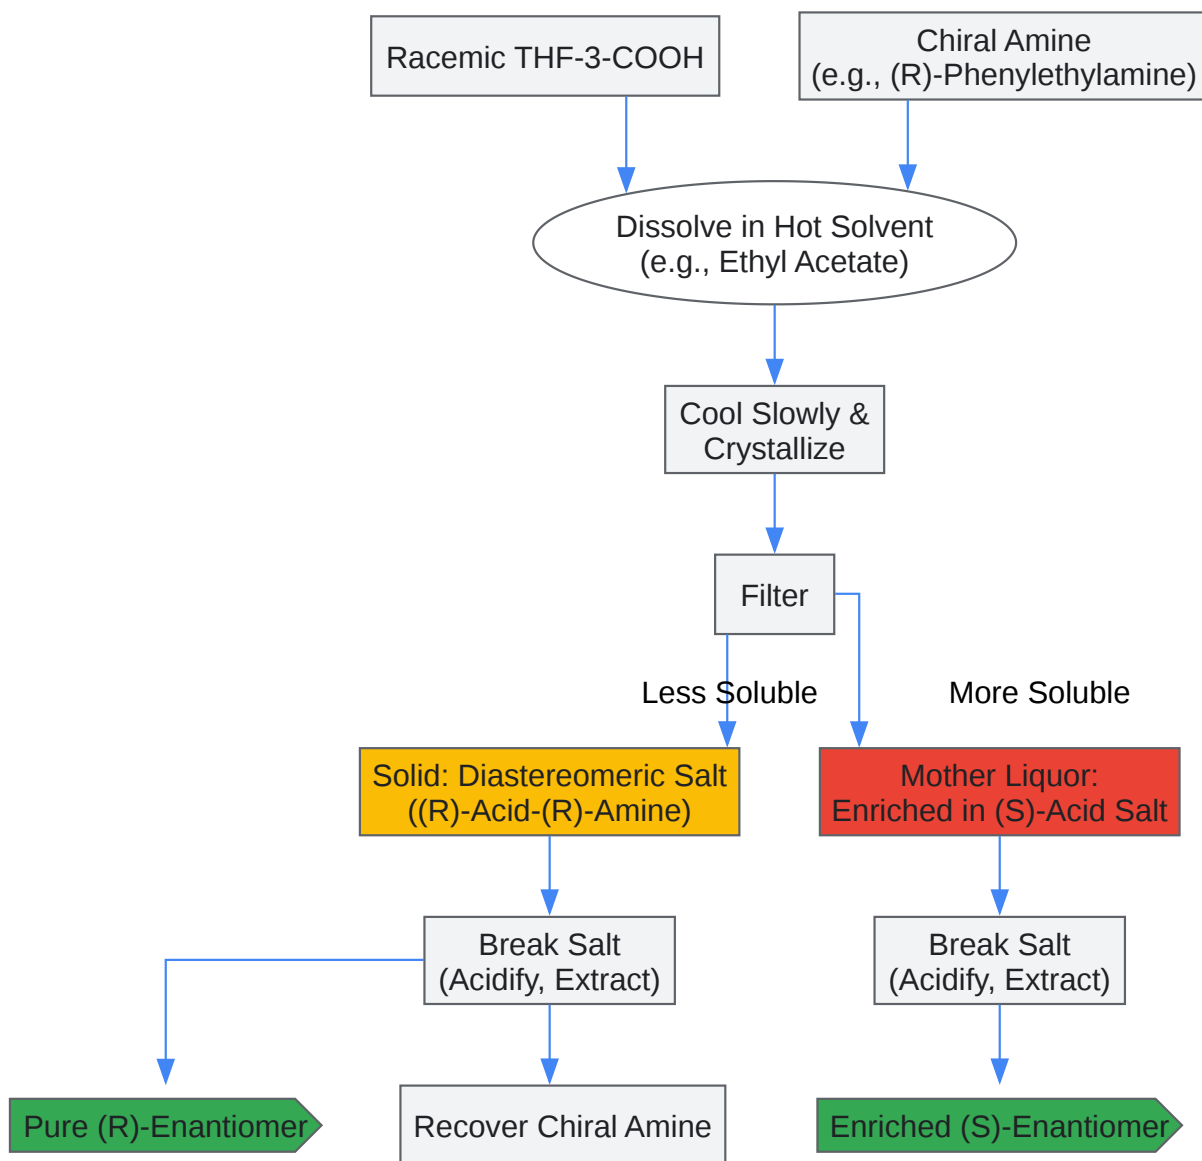 Racemic THF-3-COOH
Chiral Amine
(e.g., (R)-Phenylethylamine)
Dissolve in Hot Solvent
(e.g., Ethyl Acetate)
Cool Slowly &
Crystallize
Filter
Less Soluble
More Soluble
Solid: Diastereomeric Salt
((R)-Acid-(R)-Amine)
Mother Liquor:
Enriched in (S)-Acid Salt
Break Salt
(Acidify, Extract)
Break Salt
(Acidify, Extract)
Pure (R)-Enantiomer
Recover Chiral Amine
Enriched (S)-Enantiomer